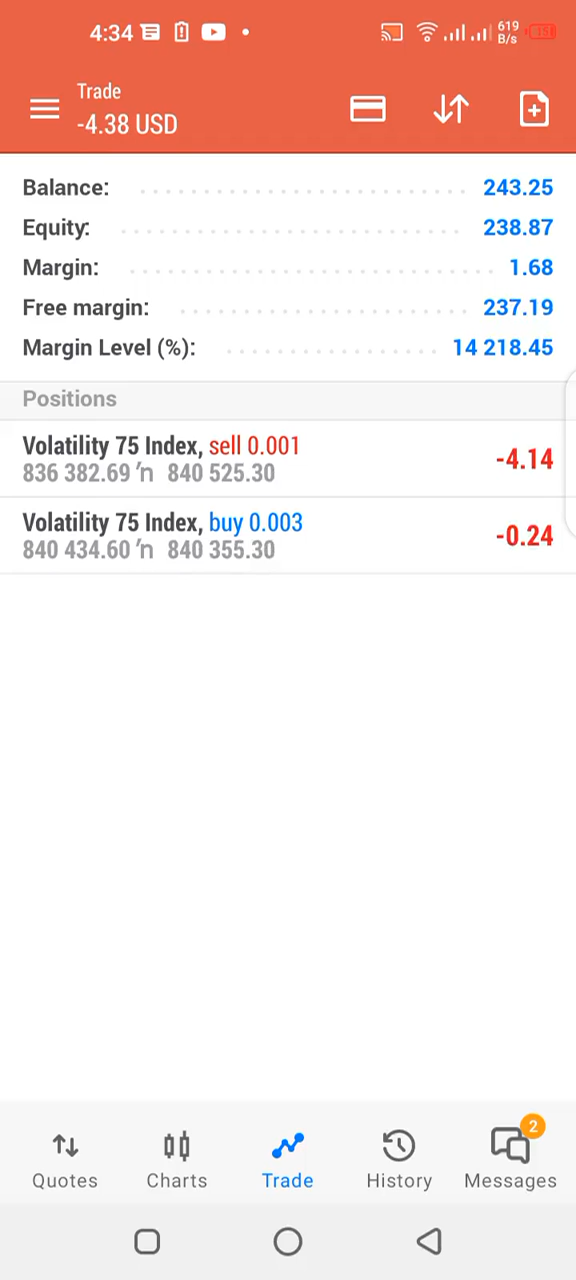 4:34 619 B/s 15
Trade
-4.38 USD
Balance: 243.25
Equity: 238.87
Margin: 1.68
Free margin: 237.19
Margin Level (%): 14 218.45
Positions
Volatility 75 Index, sell 0.001 -4.14
836 382.69 'n 840 525.30
Volatility 75 Index, buy 0.003 -0.24
840 434.60 'n 840 355.30
2
Quotes Charts Trade History Messages